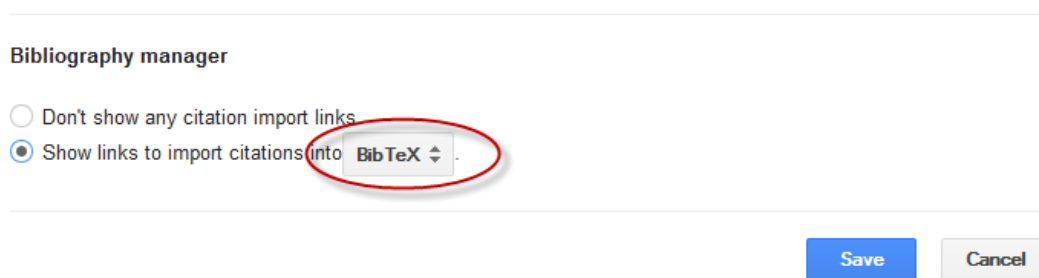 Bibliography manager
Don't show any citation import links
Show links to import citations into BibTeX .
Save Cancel